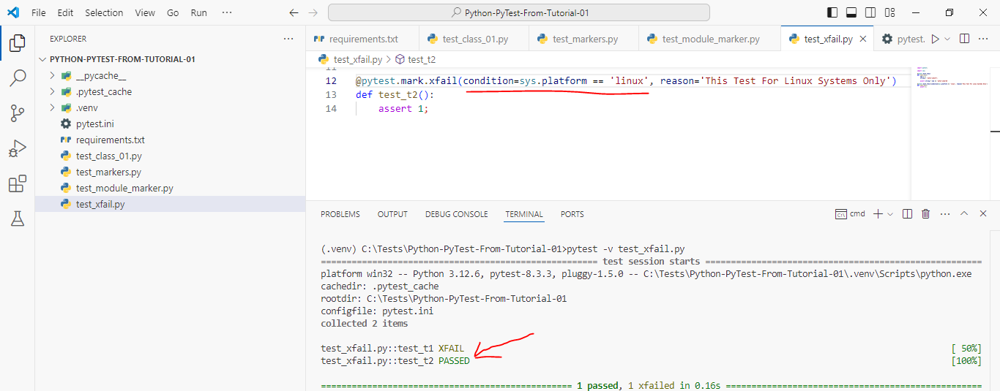 File Edit Selection View Go Run ··· Python-PyTest-From-Tutorial-01
EXPLORER ···
PYTHON-PYTEST-FROM-TUTORIAL-01
__pycache__
.pytest_cache
.venv
pytest.ini
requirements.txt
test_class_01.py
test_markers.py
test_module_marker.py
test_xfail.py
requirements.txt test_class_01.py test_markers.py test_module_marker.py test_xfail.py pytest.
test_xfail.py > test_t2
12 @pytest.mark.xfail(condition=sys.platform == 'linux', reason='This Test For Linux Systems Only')
13 def test_t2():
14 assert 1;
PROBLEMS OUTPUT DEBUG CONSOLE TERMINAL PORTS cmd
(.venv) C:\Tests\Python-PyTest-From-Tutorial-01>pytest -v test_xfail.py
test session starts
platform win32 -- Python 3.12.6, pytest-8.3.3, pluggy-1.5.0 -- C:\Tests\Python-PyTest-From-Tutorial-01\.venv\Scripts\python.exe
cachedir: .pytest_cache
rootdir: C:\Tests\Python-PyTest-From-Tutorial-01
configfile: pytest.ini
collected 2 items
test_xfail.py::test_t1 XFAIL [ 50%]
test_xfail.py::test_t2 PASSED [100%]
1 passed, 1 xfailed in 0.16s